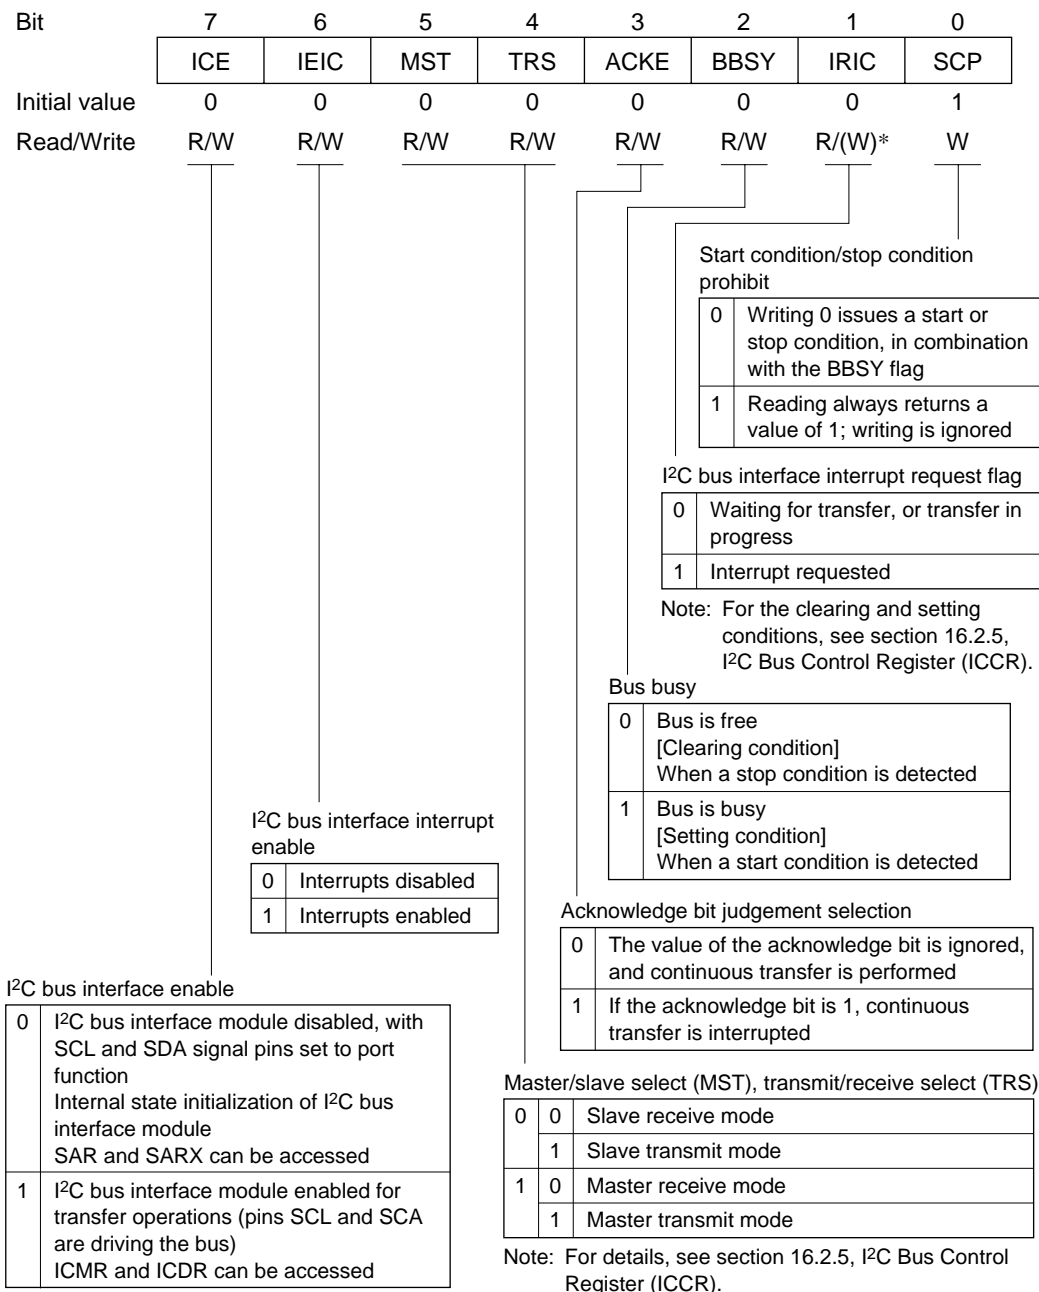 Bit 7 6 5 4 3 2 1 0
ICE IEIC MST TRS ACKE BBSY IRIC SCP
Initial value 0 0 0 0 0 0 0 1
Read/Write R/W R/W R/W R/W R/W R/W R/(W)* W
Start condition/stop condition
prohibit
0 Writing 0 issues a start or
stop condition, in combination
with the BBSY flag
1 Reading always returns a
value of 1; writing is ignored
I2C bus interface interrupt request flag
0 Waiting for transfer, or transfer in
progress
1 Interrupt requested
Note: For the clearing and setting
conditions, see section 16.2.5,
I2C Bus Control Register (ICCR).
Bus busy
0 Bus is free
[Clearing condition]
When a stop condition is detected
1 Bus is busy
[Setting condition]
When a start condition is detected
I2C bus interface interrupt
enable
0 Interrupts disabled
1 Interrupts enabled
Acknowledge bit judgement selection
0 The value of the acknowledge bit is ignored,
and continuous transfer is performed
1 If the acknowledge bit is 1, continuous
transfer is interrupted
I2C bus interface enable
0 I2C bus interface module disabled, with
SCL and SDA signal pins set to port
function
Internal state initialization of I2C bus
interface module
SAR and SARX can be accessed
1 I2C bus interface module enabled for
transfer operations (pins SCL and SCA
are driving the bus)
ICMR and ICDR can be accessed
Master/slave select (MST), transmit/receive select (TRS)
0 0 Slave receive mode
1 Slave transmit mode
1 0 Master receive mode
1 Master transmit mode
Note: For details, see section 16.2.5, I2C Bus Control
Register (ICCR).